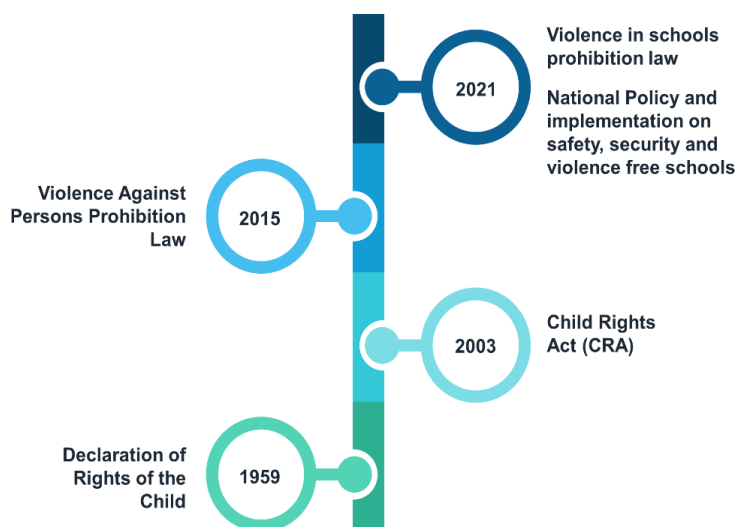 Violence in schools
prohibition law
2021
National Policy and
implementation on
safety, security and
violence free schools
Violence Against
Persons Prohibition
Law
2015
Child Rights
Act (CRA)
2003
Declaration of
Rights of the
Child
1959